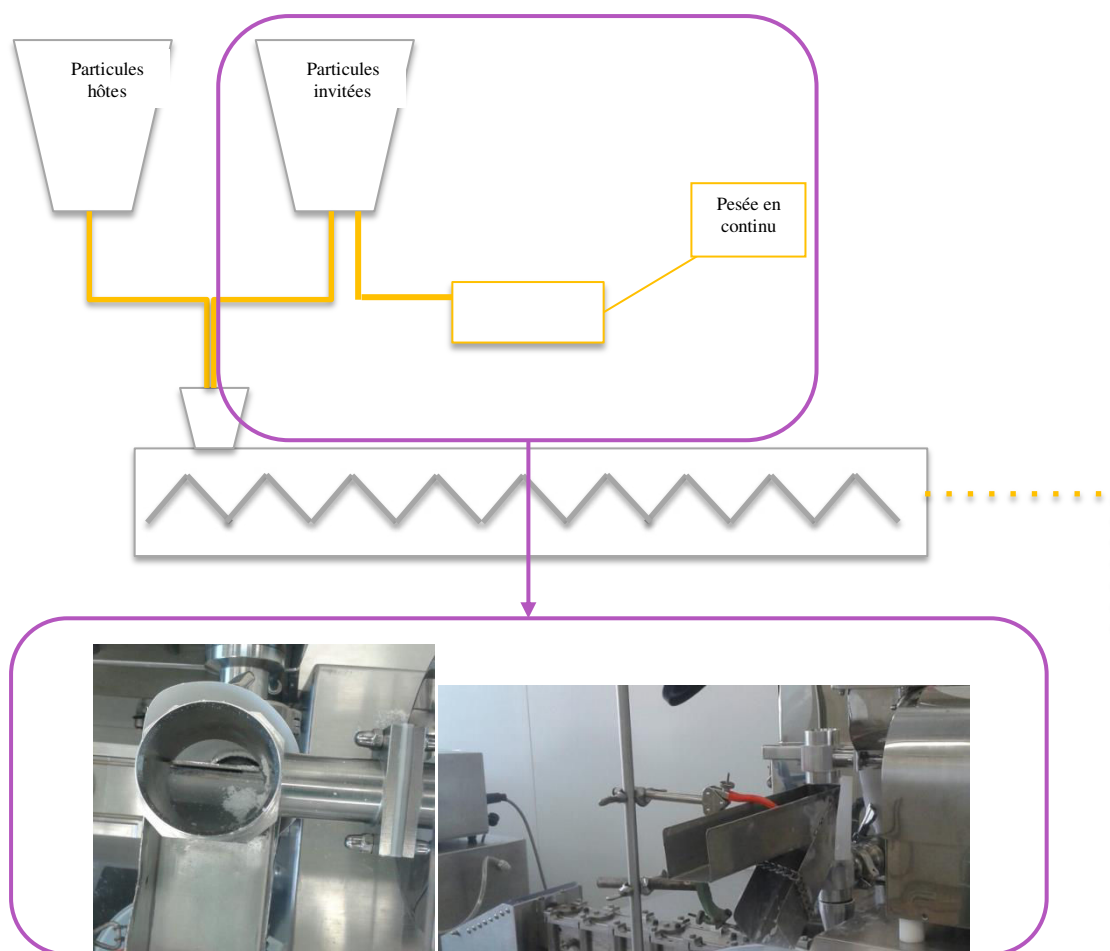 Particules
hôtes
Particules
invitées
Pesée en
continu